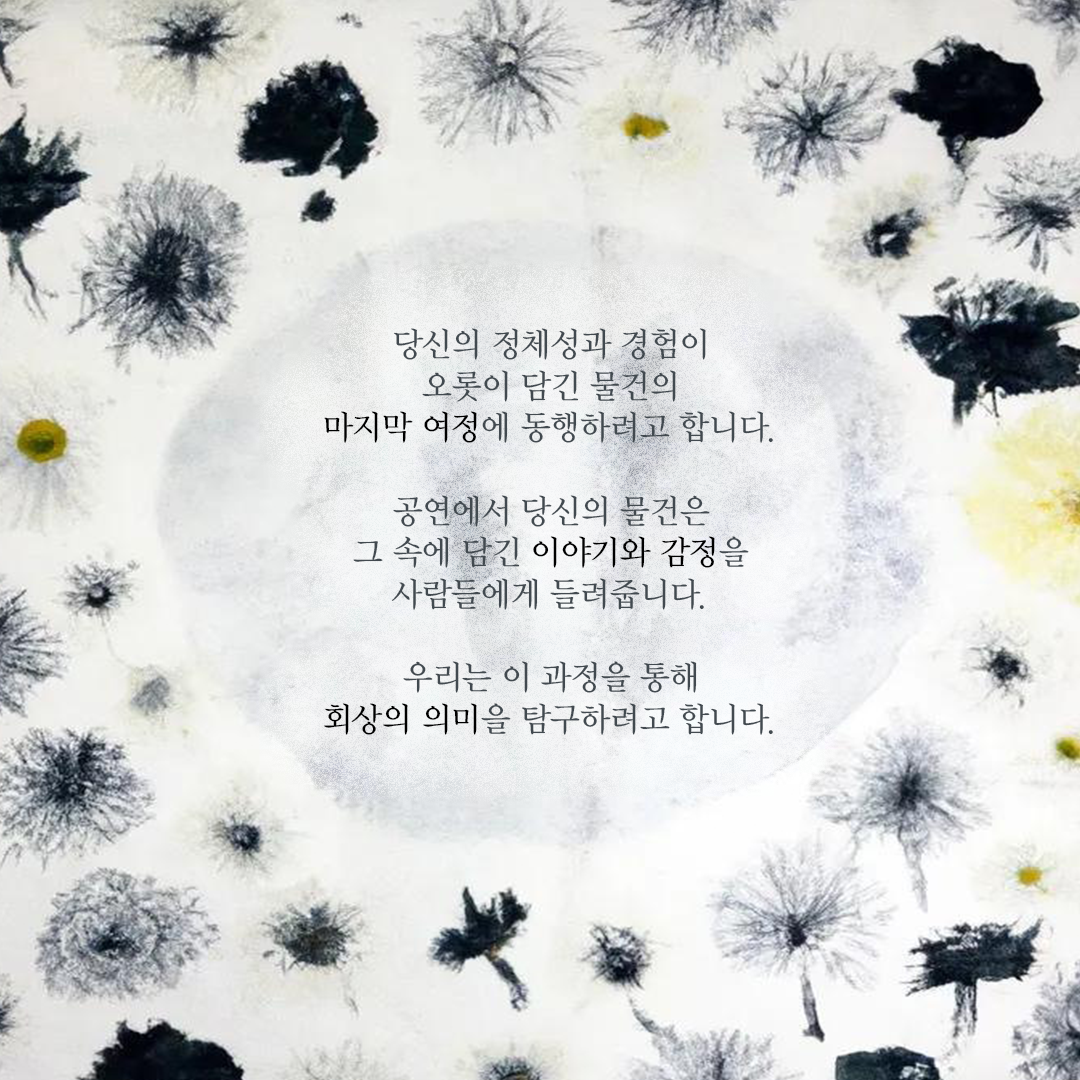 당신의 정체성과 경험이
오롯이 담긴 물건의
마지막 여정에 동행하려고 합니다.
공연에서 당신의 물건은
그 속에 담긴 이야기와 감정을
사람들에게 들려줍니다.
우리는 이 과정을 통해
회상의 의미을 탐구하려고 합니다.